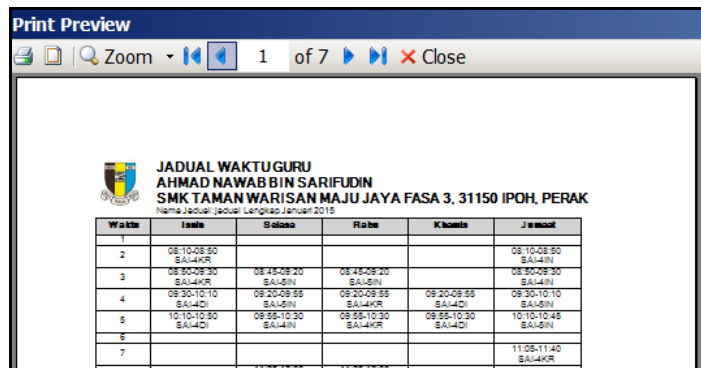 Print Preview
Zoom 1 of 7 Close
JADUAL WAKTU GURU
AHMAD NAWAB BIN SARIFUDIN
SMK TAMAN WARISAN MAJU JAYA FASA 3, 31150 IPOH, PERAK
Nama Jadual: Jadual Lengkap Januari 2015
Waktu Isnin Selasa Rabu Khamis Jumaat
1
2 08:10-08:50 08:10-08:50
SAI-4KR SAI-4IN
3 08:50-09:30 08:45-09:20 08:45-09:20 08:50-09:30
SAI-4KR SAI-5IN SAI-5IN SAI-4IN
4 09:30-10:10 09:20-09:55 09:20-09:55 09:20-09:55 09:30-10:10
SAI-4DI SAI-5IN SAI-4KR SAI-4DI SAI-5IN
5 10:10-10:50 09:55-10:30 09:55-10:30 09:55-10:30 10:10-10:45
SAI-4DI SAI-4IN SAI-4KR SAI-4DI SAI-5IN
6
7 11:05-11:40
SAI-4KR